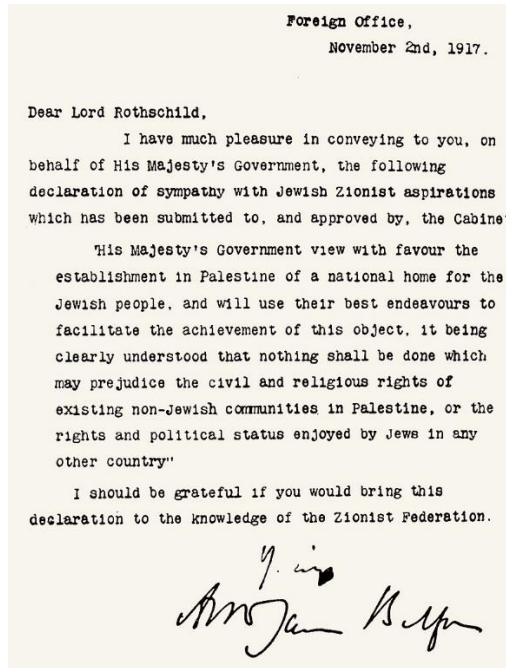 Foreign Office,
November 2nd, 1917.
Dear Lord Rothschild,
I have much pleasure in conveying to you, on
behalf of His Majesty's Government, the following
declaration of sympathy with Jewish Zionist aspirations
which has been submitted to, and approved by, the Cabine
"His Majesty's Government view with favour the
establishment in Palestine of a national home for the
Jewish people, and will use their best endeavours to
facilitate the achievement of this object, it being
clearly understood that nothing shall be done which
may prejudice the civil and religious rights of
existing non-Jewish communities in Palestine, or the
rights and political status enjoyed by Jews in any
other country"
I should be grateful if you would bring this
declaration to the knowledge of the Zionist Federation.